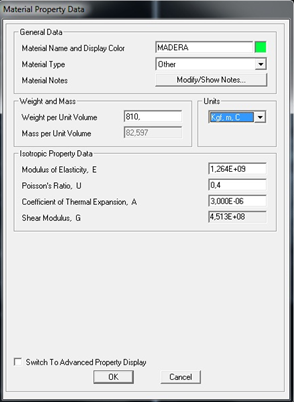 Material Property Data
General Data
Material Name and Display Color MADERA
Material Type Other
Material Notes Modify/Show Notes...
Weight and Mass Units
Weight per Unit Volume 810, Kgf, m, C
Mass per Unit Volume 82,597
Isotropic Property Data
Modulus of Elasticity, E 1,264E+09
Poisson's Ratio, U 0,4
Coefficient of Thermal Expansion, A 3,000E-06
Shear Modulus, G 4,513E+08
Switch To Advanced Property Display
OK Cancel